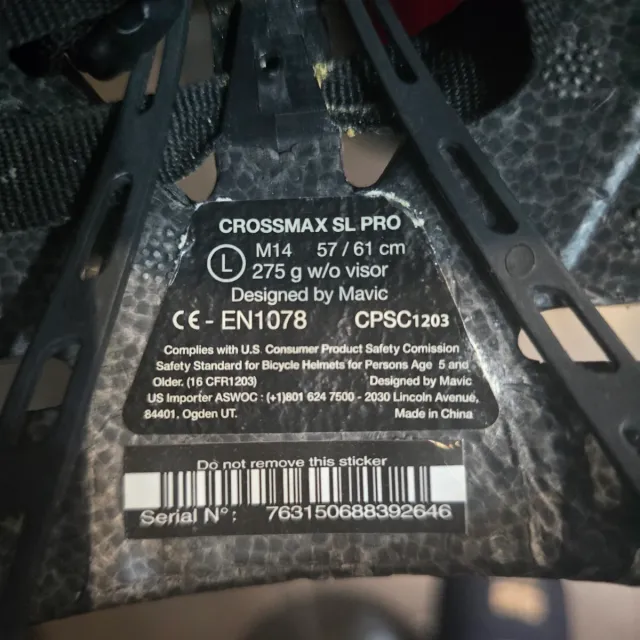 CROSSMAX SL PRO
L M14 57 / 61 cm
275 g w/o visor
Designed by Mavic
CE - EN1078 CPSC1203
Complies with U.S. Consumer Product Safety Comission
Safety Standard for Bicycle Helmets for Persons Age 5 and
Older. (16 CFR1203) Designed by Mavic
US Importer ASWOC : (+1)801 624 7500 - 2030 Lincoln Avenue,
84401, Ogden UT. Made in China
Do not remove this sticker
Serial N°: 763150688392646